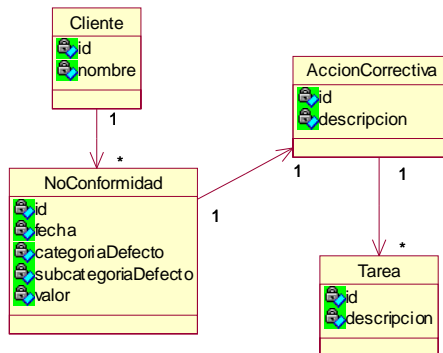 Cliente
id
nombre
1
*
NoConformidad
id
fecha
categoriaDefecto
subcategoriaDefecto
valor
1
1
AccionCorrectiva
id
descripcion
1
*
Tarea
id
descripcion